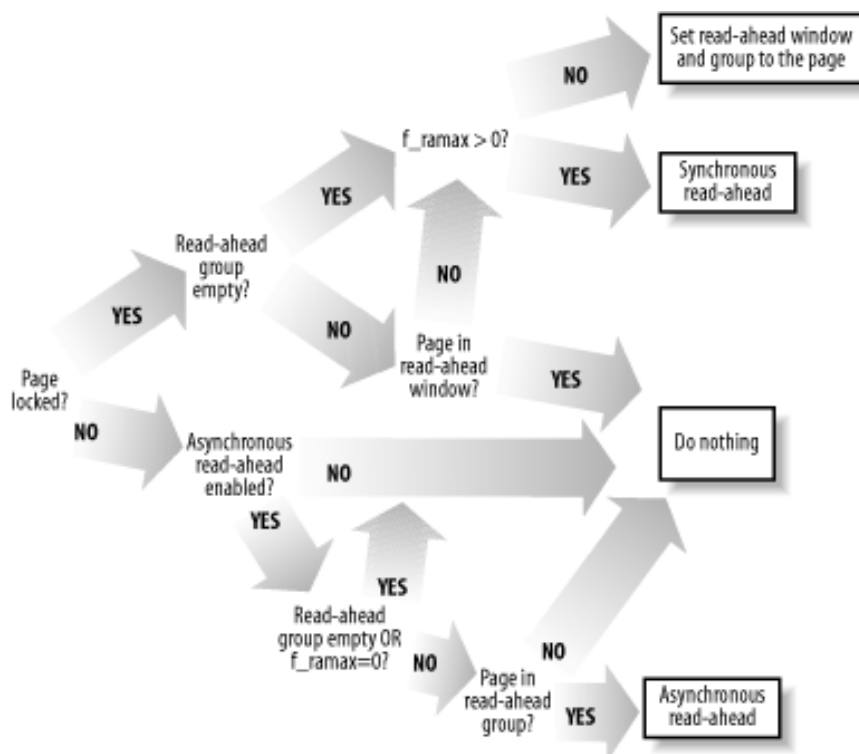 Set read-ahead window
and group to the page
NO
f_ramax > 0?
YES
Synchronous
read-ahead
YES
Read-ahead
group
empty?
NO
YES
NO
Page in
read-ahead
window?
YES
Page
locked?
NO
Asynchronous
read-ahead
enabled?
NO
Do nothing
YES
YES
Read-ahead
group empty OR
f_ramax=0?
NO
NO
Page in
read-ahead
group?
YES
Asynchronous
read-ahead